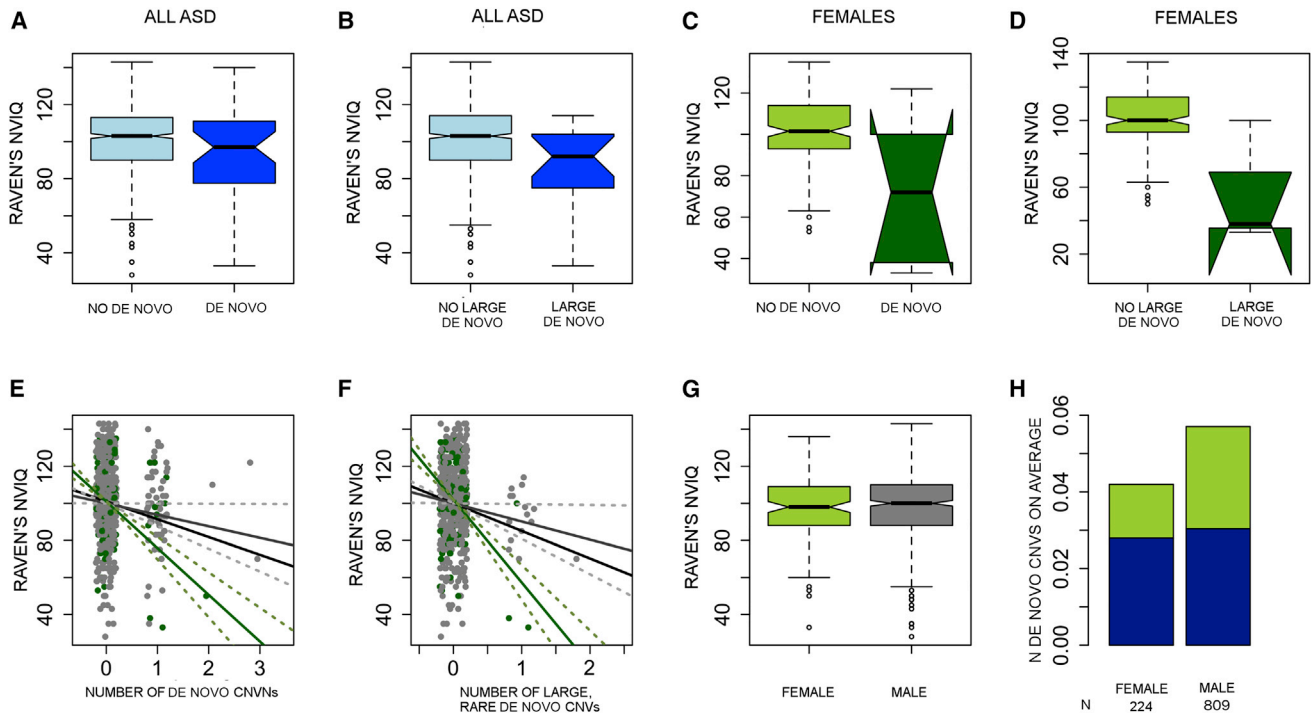 A
ALL ASD
RAVEN'S NVIQ
120
80
40
NO DE NOVO
DE NOVO
B
ALL ASD
RAVEN'S NVIQ
120
80
40
NO LARGE
DE NOVO
LARGE
DE NOVO
C
FEMALES
RAVEN'S NVIQ
120
100
80
60
40
NO DE NOVO
DE NOVO
D
FEMALES
RAVEN'S NVIQ
140
100
60
20
NO LARGE
DE NOVO
LARGE
DE NOVO
E
RAVEN'S NVIQ
120
80
40
0 1 2 3
NUMBER OF DE NOVO CNVNs
F
RAVEN'S NVIQ
120
80
40
0 1 2
NUMBER OF LARGE,
RARE DE NOVO CNVs
G
RAVEN'S NVIQ
120
80
40
FEMALE
MALE
H
N DE NOVO CNVS ON AVERAGE
0.06
0.04
0.02
0.00
FEMALE MALE
N 224 809